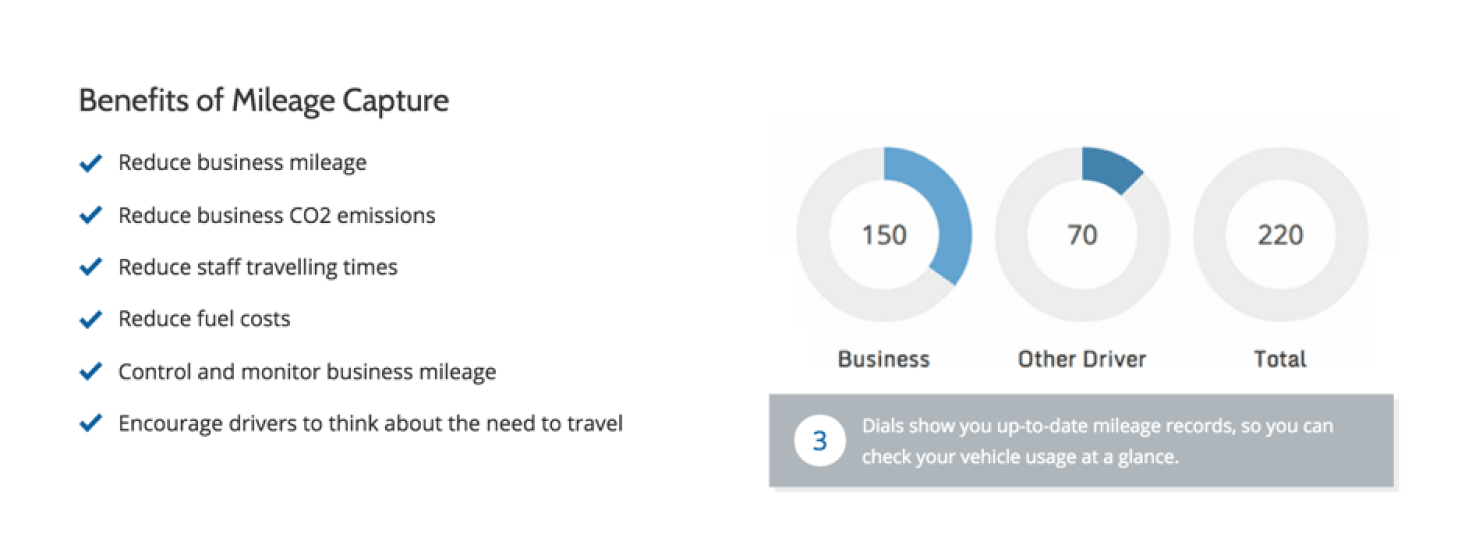 Benefits of Mileage Capture
Reduce business mileage
Reduce business CO2 emissions
Reduce staff travelling times
Reduce fuel costs
Control and monitor business mileage
Encourage drivers to think about the need to travel
150
70
220
Business
Other Driver
Total
3
Dials show you up-to-date mileage records, so you can
check your vehicle usage at a glance.